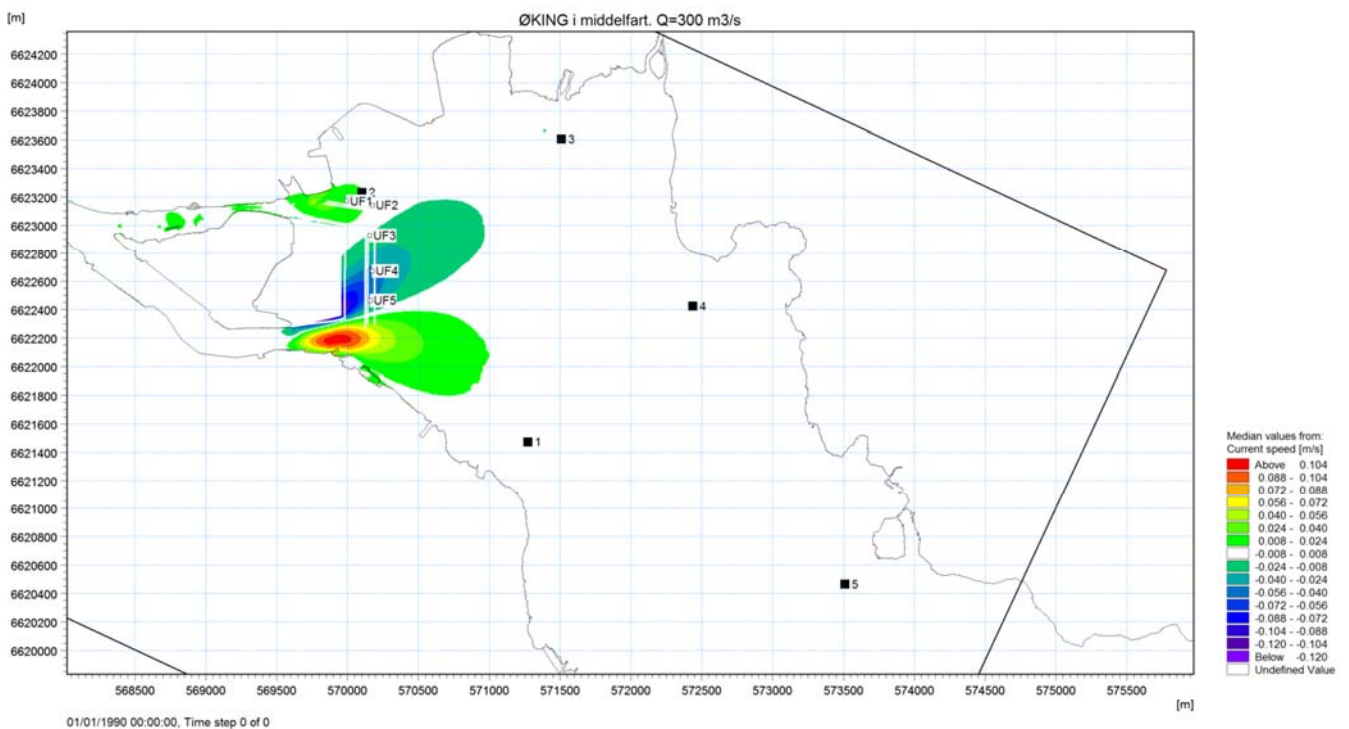 [m]
ØKING i middelfart. Q=300 m3/s
6624200
6624000
6623800
6623600
6623400
6623200
6623000
6622800
6622600
6622400
6622200
6622000
6621800
6621600
6621400
6621200
6621000
6620800
6620600
6620400
6620200
6620000
3
2
UF1
UF2
UF3
UF4
UF5
4
1
5
568500 569000 569500 570000 570500 571000 571500 572000 572500 573000 573500 574000 574500 575000 575500
[m]
Median values from:
Current speed [m/s]
Above 0.104
0.088 - 0.104
0.072 - 0.088
0.056 - 0.072
0.040 - 0.056
0.024 - 0.040
0.008 - 0.024
-0.008 - 0.008
-0.024 - -0.008
-0.040 - -0.024
-0.056 - -0.040
-0.072 - -0.056
-0.088 - -0.072
-0.104 - -0.088
-0.120 - -0.104
Below -0.120
Undefined Value
01/01/1990 00:00:00, Time step 0 of 0